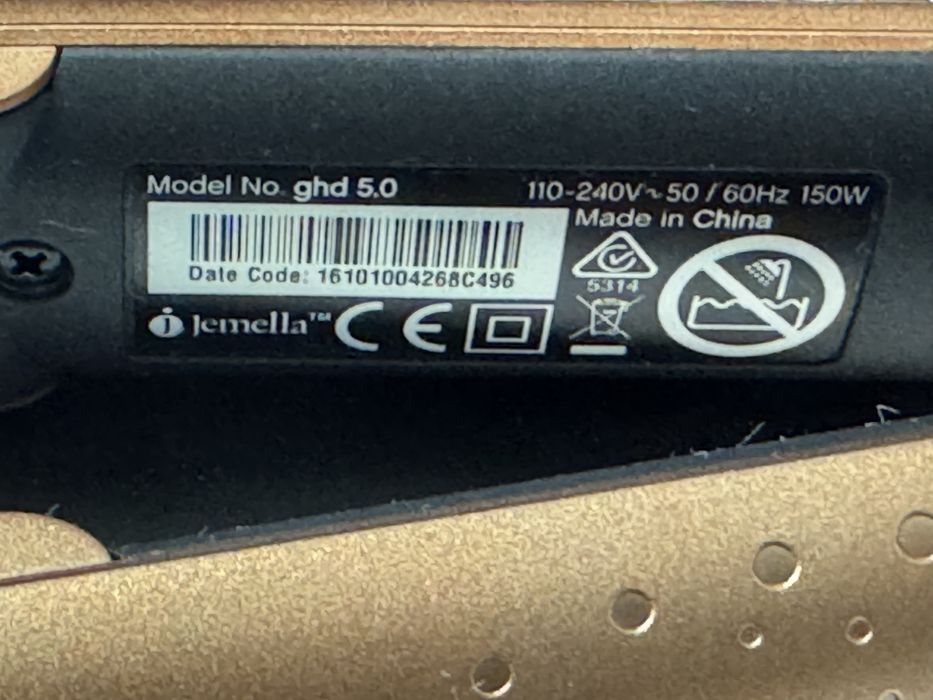 Model No. ghd 5.0
110-240V~50 / 60Hz 150W
Made in China
Date Code: 16101004268C496
5314
Jemella™ CE